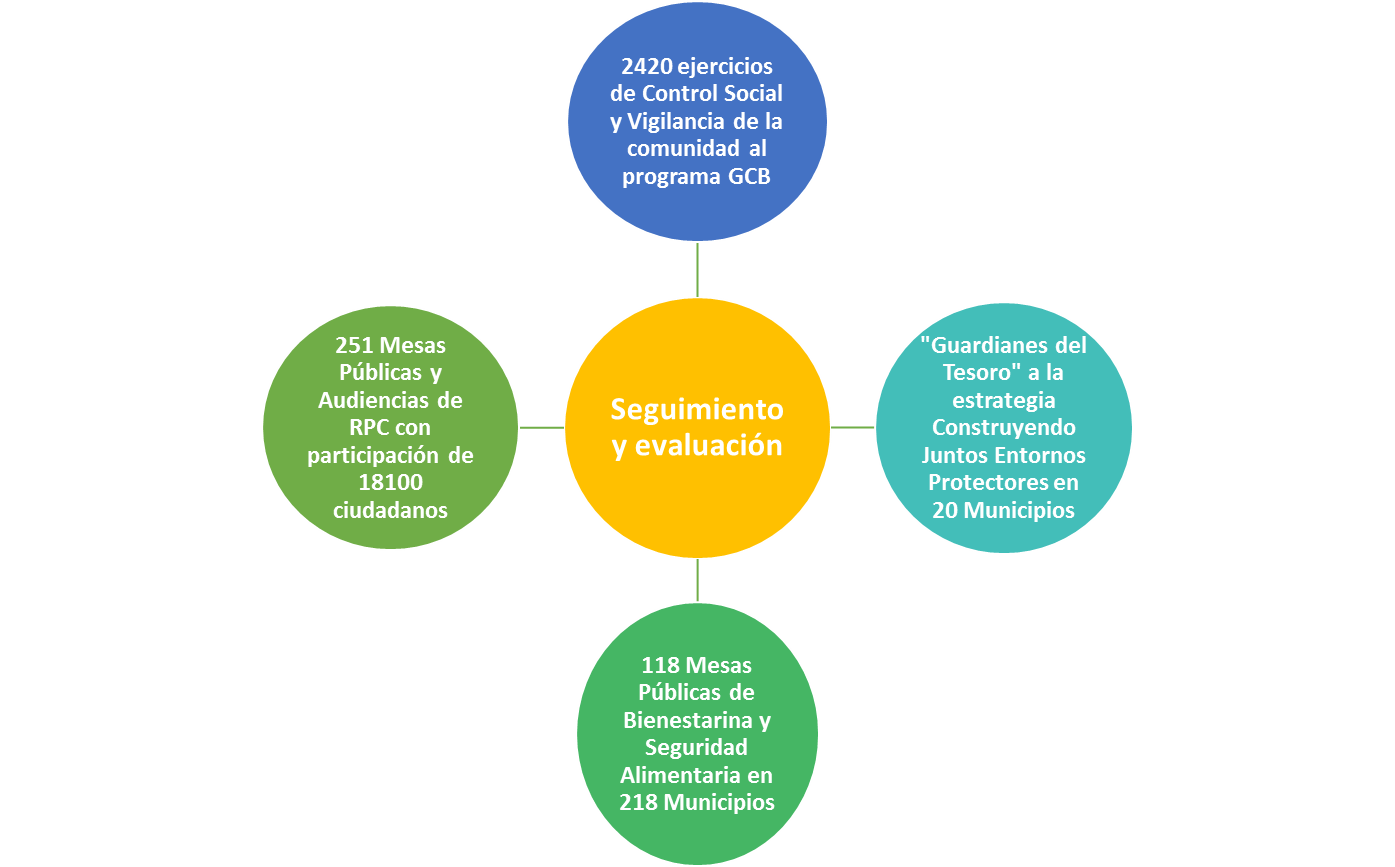 2420 ejercicios
de Control Social
y Vigilancia de la
comunidad al
programa GCB
251 Mesas
Públicas y
Audiencias de
RPC con
participación de
18100
ciudadanos
Seguimiento
y evaluación
"Guardianes del
Tesoro" a la
estrategia
Construyendo
Juntos Entornos
Protectores en
20 Municipios
118 Mesas
Públicas de
Bienestarina y
Seguridad
Alimentaria en
218 Municipios